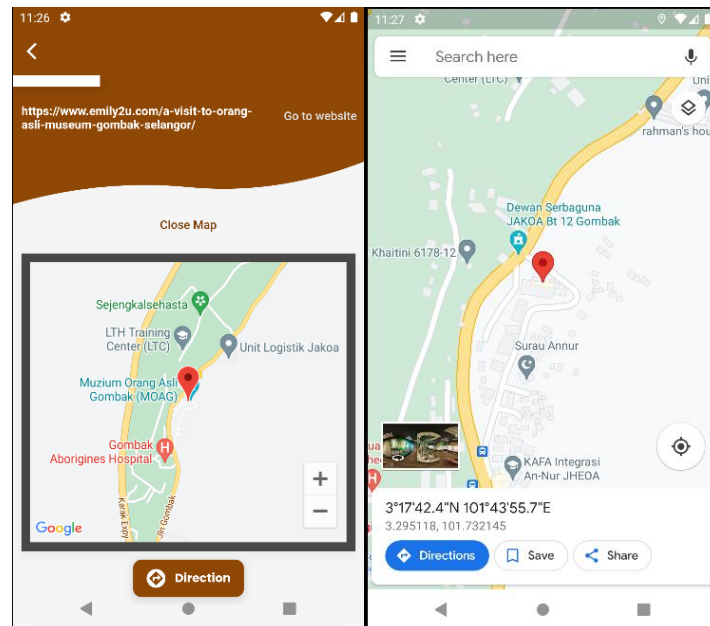 11:26
https://www.emily2u.com/a-visit-to-orang-
asli-museum-gombak-selangor/
Go to website
Close Map
Sejengkalsehasta
LTH Training
Center (LTC)
Unit Logistik Jakoa
Muzium Orang Asli
Gombak (MOAG)
Gombak
Aborigines Hospital
Karak Expy
Jln Gombak
Google
+
−
Direction
11:27
Search here
Center (LTC)
Uni
rahman's hou
Dewan Serbaguna
JAKOA Bt 12 Gombak
Khaitini 6178-12
Surau Annur
KAFA Integrasi
An-Nur JHEOA
3°17'42.4"N 101°43'55.7"E
3.295118, 101.732145
Directions
Save
Share